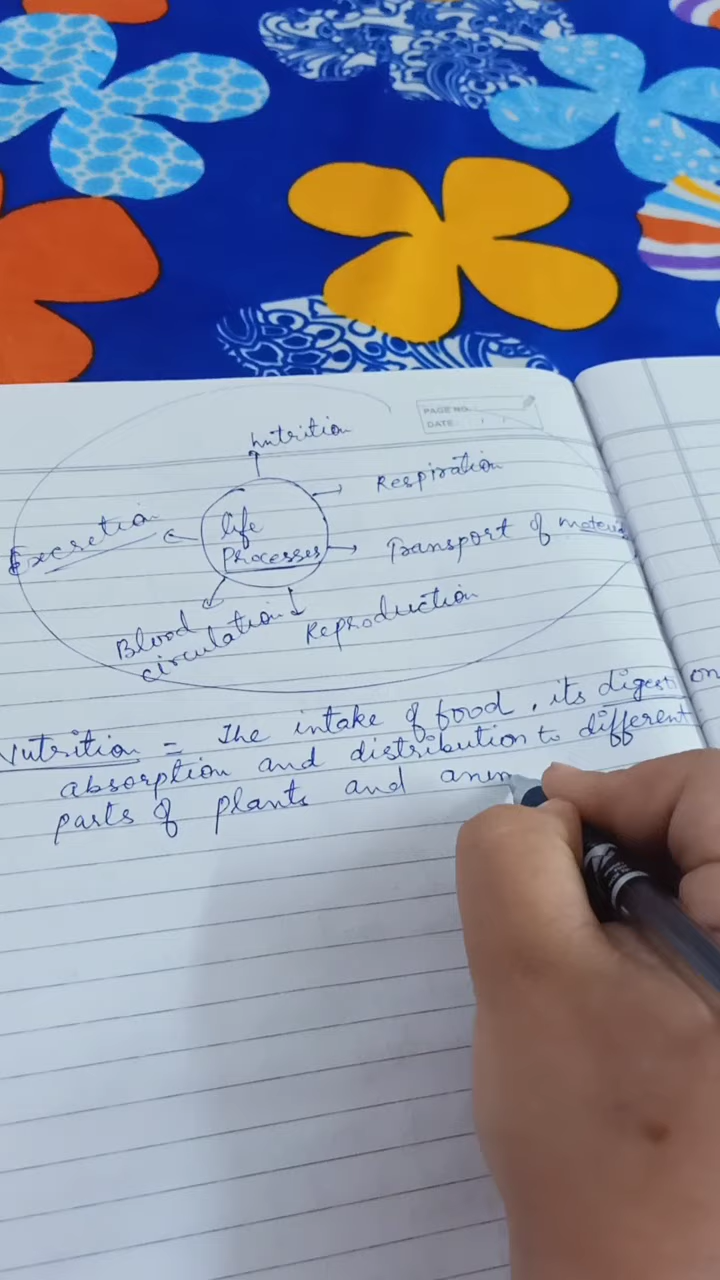 PAGE NO.
DATE: / /
Nutrition
Respiration
Excretion
life
Processes
Transport of
Blood
circulation
Reproduction
Nutrition = The intake of food, its digestion
absorption and distribution to different
parts of plants and anim